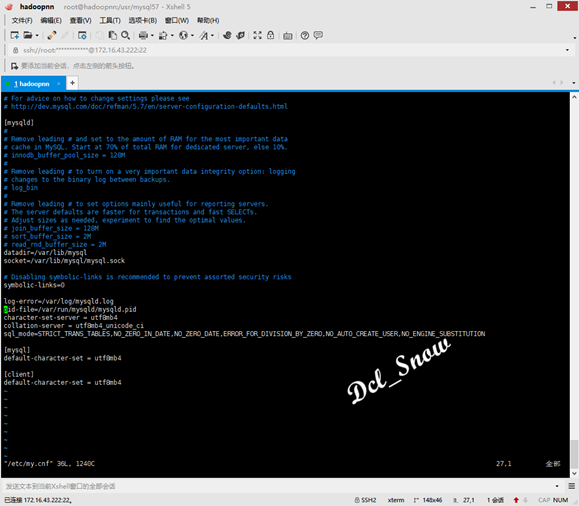 hadoopnn
root@hadoopnn:/usr/mysql57 - Xshell 5
文件(F) 编辑(E) 查看(V) 工具(T) 选项卡(B) 窗口(W) 帮助(H)
ssh://root:************@172.16.43.222:22
要添加当前会话，点击左侧的箭头按钮。
1 hadoopnn
# For advice on how to change settings please see
# http://dev.mysql.com/doc/refman/5.7/en/server-configuration-defaults.html
[mysqld]
#
# Remove leading # and set to the amount of RAM for the most important data
# cache in MySQL. Start at 70% of total RAM for dedicated server, else 10%.
# innodb_buffer_pool_size = 128M
#
# Remove leading # to turn on a very important data integrity option: logging
# changes to the binary log between backups.
# log_bin
#
# Remove leading # to set options mainly useful for reporting servers.
# The server defaults are faster for transactions and fast SELECTs.
# Adjust sizes as needed, experiment to find the optimal values.
# join_buffer_size = 128M
# sort_buffer_size = 2M
# read_rnd_buffer_size = 2M
datadir=/var/lib/mysql
socket=/var/lib/mysql/mysql.sock
# Disabling symbolic-links is recommended to prevent assorted security risks
symbolic-links=0
log-error=/var/log/mysqld.log
pid-file=/var/run/mysqld/mysqld.pid
character-set-server = utf8mb4
collation-server = utf8mb4_unicode_ci
sql_mode=STRICT_TRANS_TABLES,NO_ZERO_IN_DATE,NO_ZERO_DATE,ERROR_FOR_DIVISION_BY_ZERO,NO_AUTO_CREATE_USER,NO_ENGINE_SUBSTITUTION
[mysql]
default-character-set = utf8mb4
[client]
default-character-set = utf8mb4
~
~
~
~
~
~
~
~
Dcl_Snow
"/etc/my.cnf" 36L, 1240C 27,1 全部
发送文本到当前Xshell窗口的全部会话
已连接 172.16.43.222:22。 SSH2 xterm 148x46 27,1 1 会话 CAP NUM